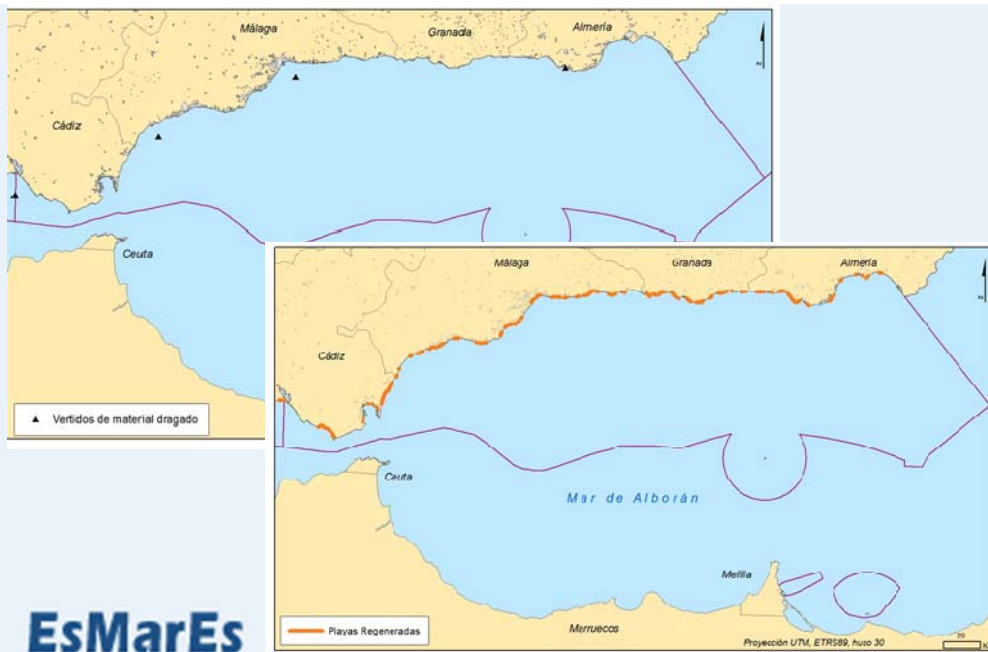 Málaga
Granada
Almería
Cádiz
Ceuta
Vertidos de material dragado
Málaga
Granada
Almería
Cádiz
Ceuta
Mar de Alborán
Melilla
Marruecos
Playas Regeneradas
Proyección UTM, ETRS89, huso 30
20
EsMarEs